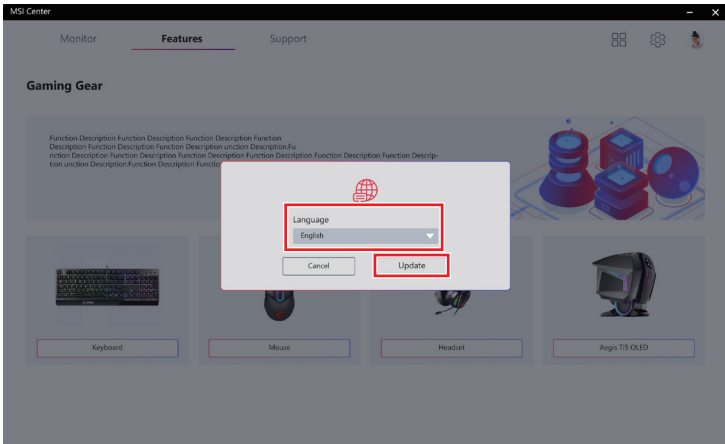 MSI Center
Monitor
Features
Support
Gaming Gear
Function Description Function Description Function Description Function
Description Function Description Function Description unction Description.Fu
nction Description Function Description Function Description Function Description Function Description Function Descrip-
tion unction Description.Function Description Functio
Language
English
Cancel
Update
Keyboard
Mouse
Headset
Aegis Ti5 OLED